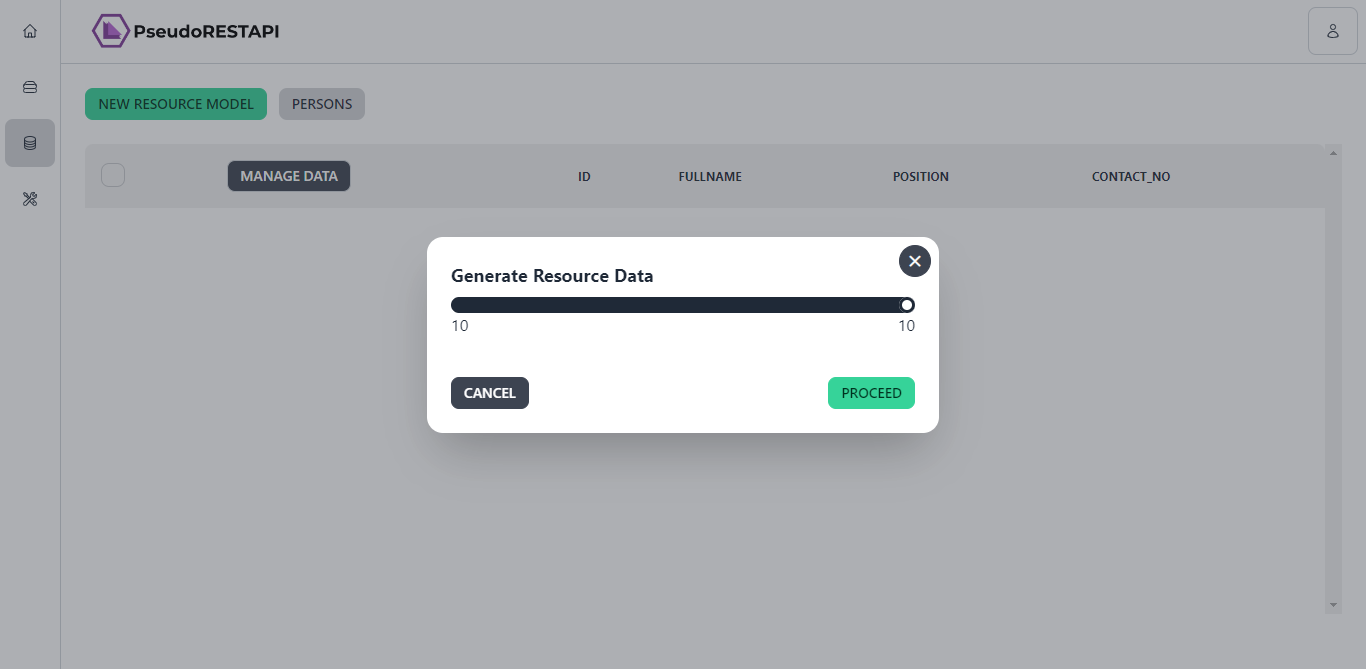 PseudoRESTAPI
NEW RESOURCE MODEL PERSONS
MANAGE DATA ID FULLNAME POSITION CONTACT_NO
Generate Resource Data
10 10
CANCEL PROCEED